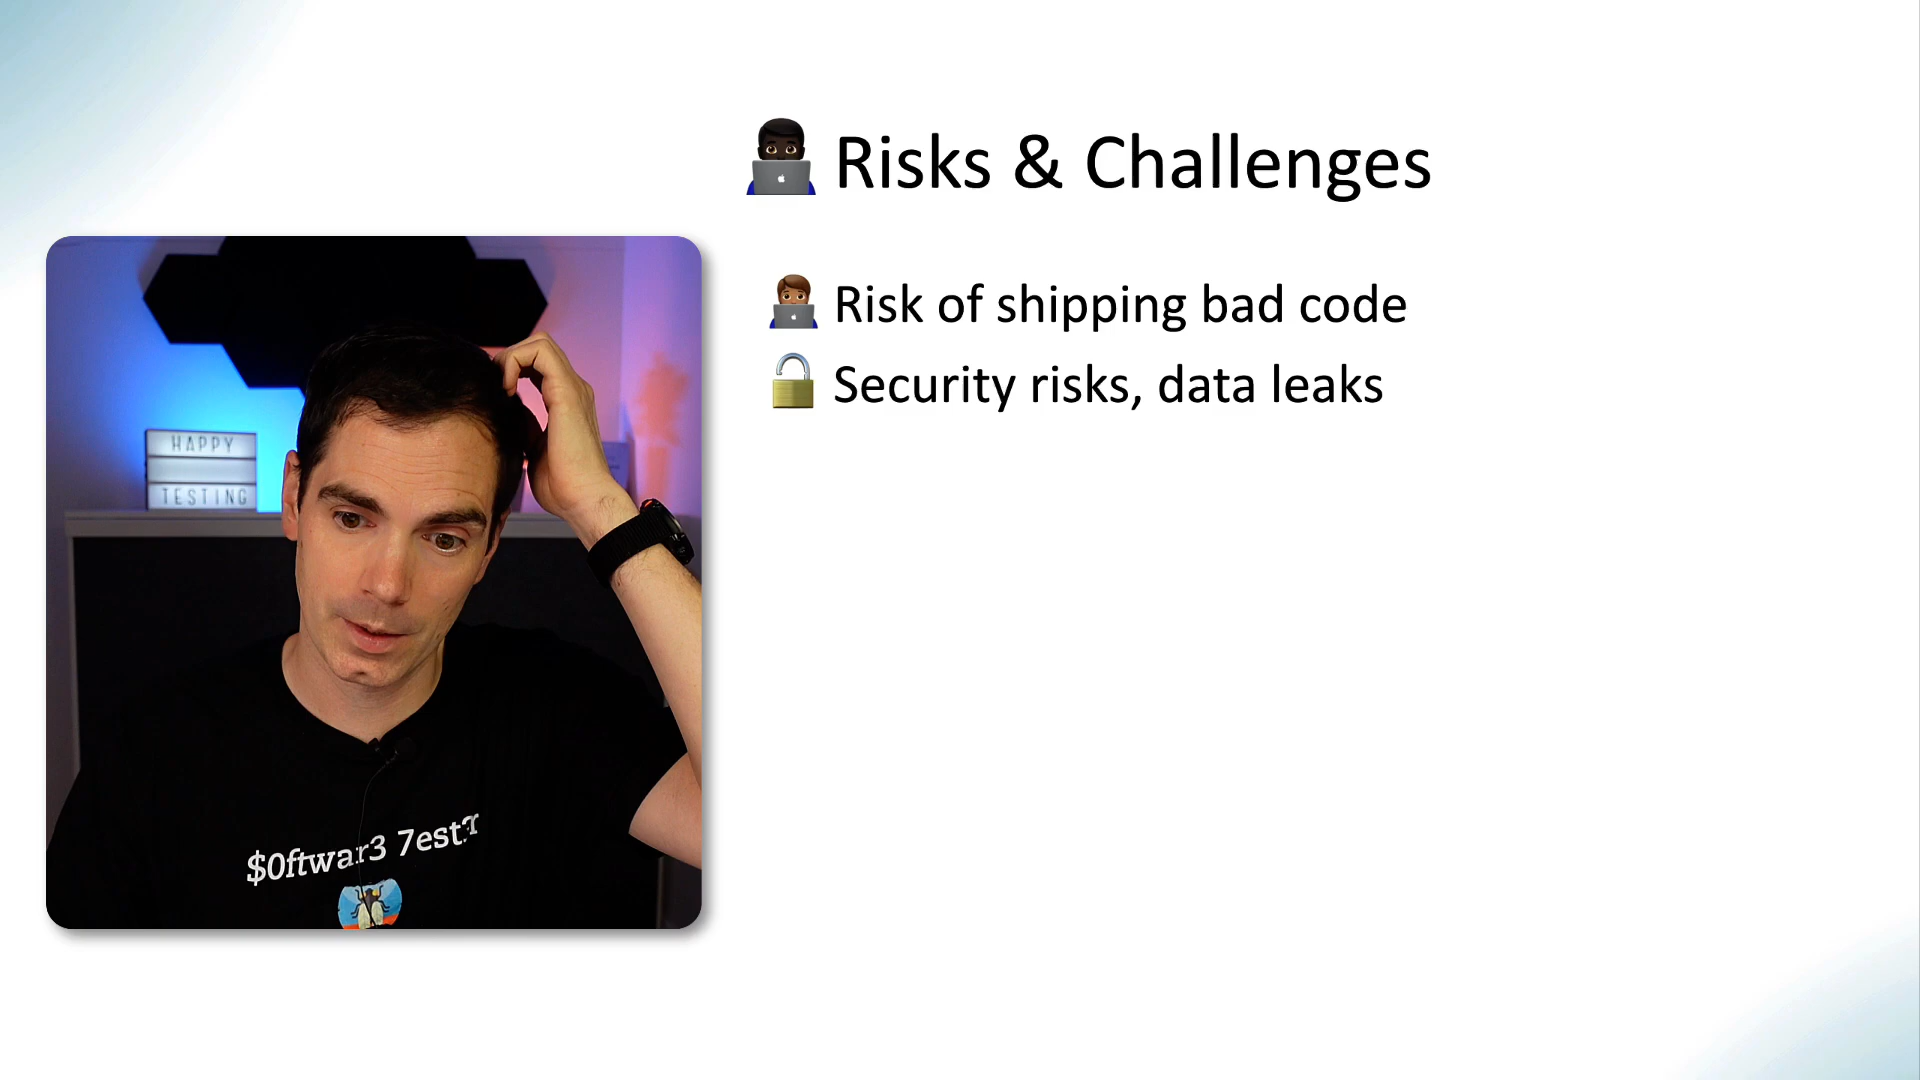 Risks & Challenges
Risk of shipping bad code
Security risks, data leaks
HAPPY
TESTING
$0ftwar3 7est?r